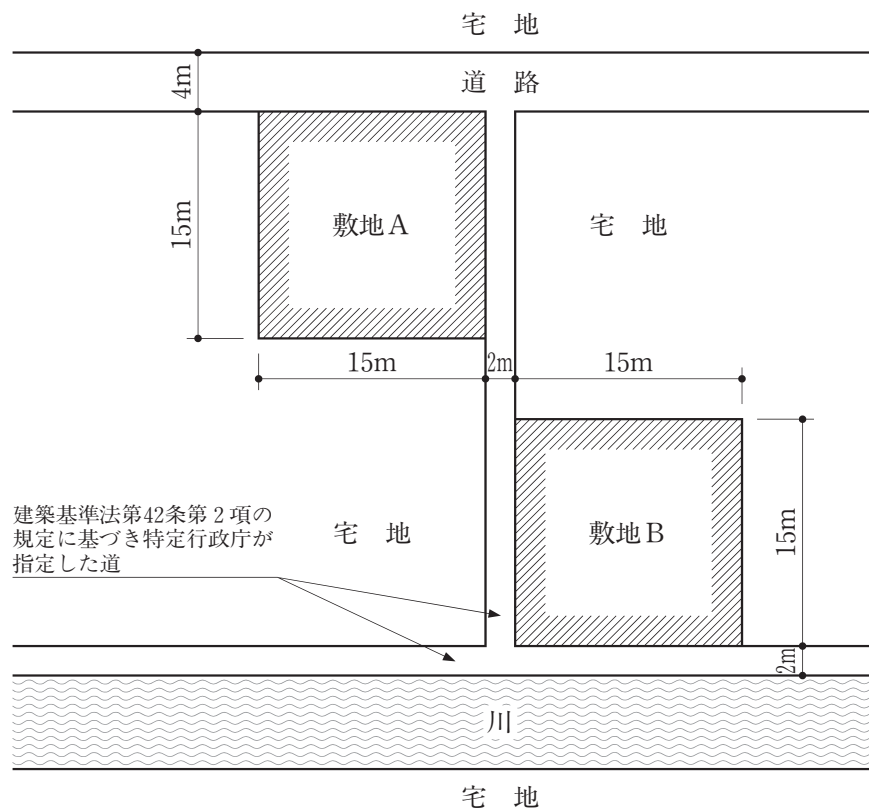 宅　地
道　路
4m
15m
敷地A
宅　地
15m
2m
15m
建築基準法第42条第２項の
規定に基づき特定行政庁が
指定した道
宅　地
敷地B
15m
2m
川
宅　地